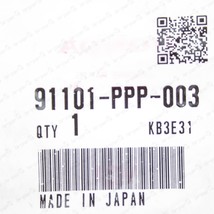 91101-PPP-003
QTY 1 KB3E31
MADE IN JAPAN